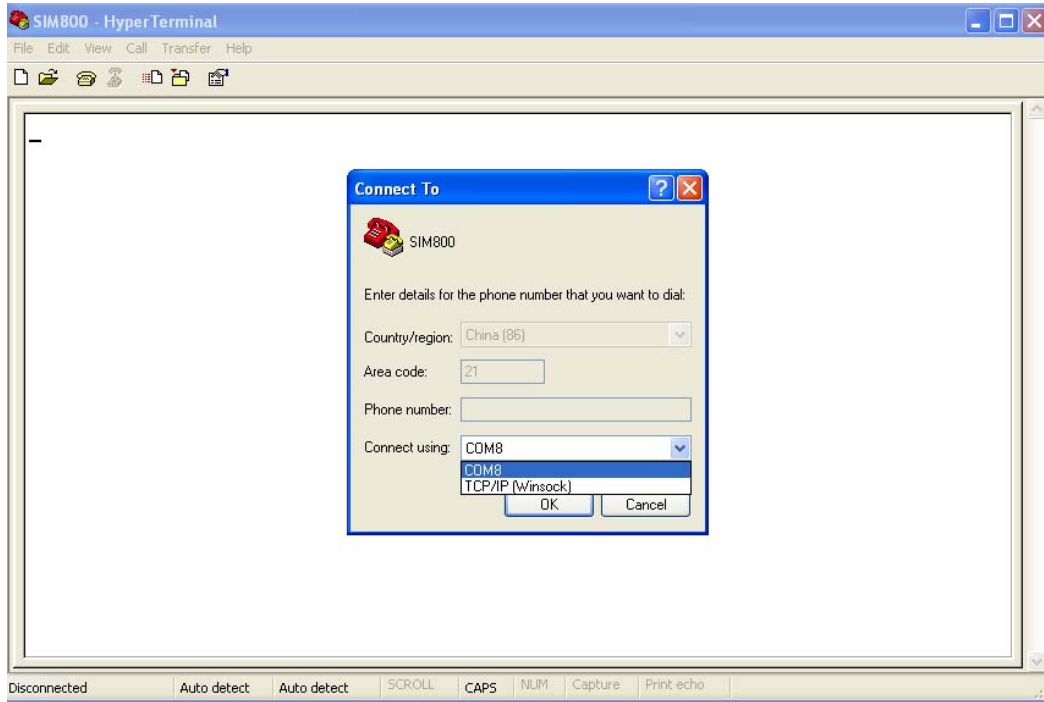 SIM800 - HyperTerminal
File Edit View Call Transfer Help
Connect To
SIM800
Enter details for the phone number that you want to dial:
Country/region: China (86)
Area code: 21
Phone number:
Connect using: COM8
COM8
TCP/IP (Winsock)
OK Cancel
Disconnected Auto detect Auto detect SCROLL CAPS NUM Capture Print echo